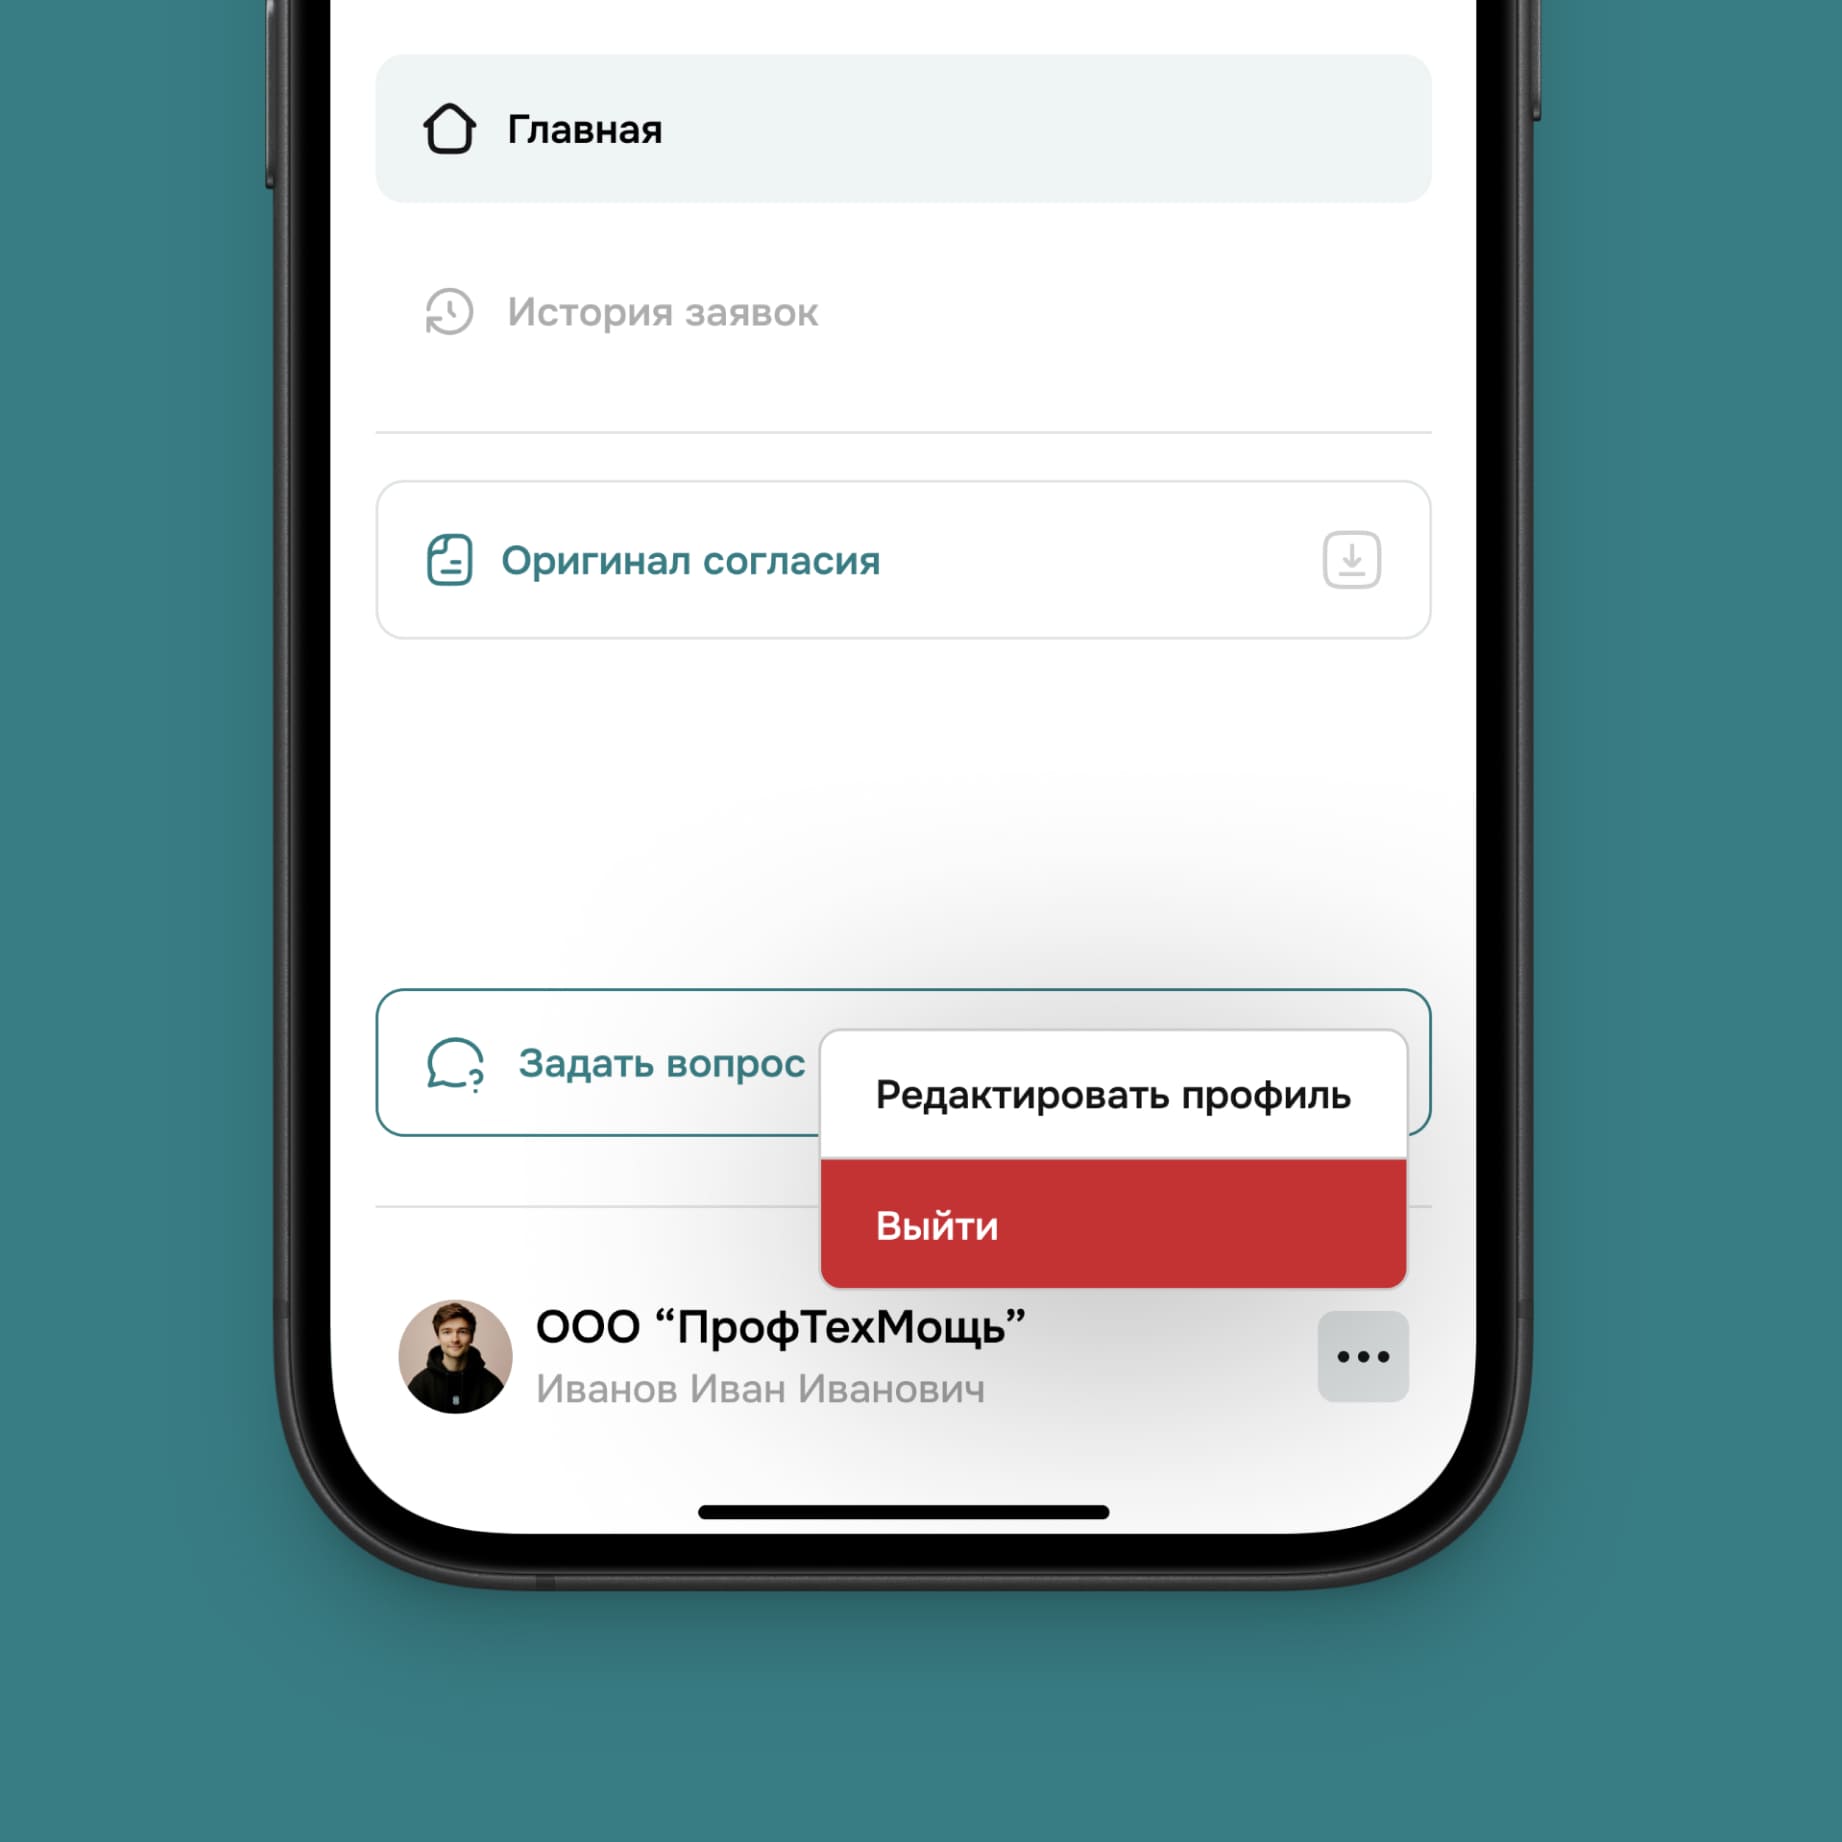 Главная
История заявок
Оригинал согласия
Задать вопрос
Редактировать профиль
Выйти
ООО “ПрофТехМощь”
Иванов Иван Иванович